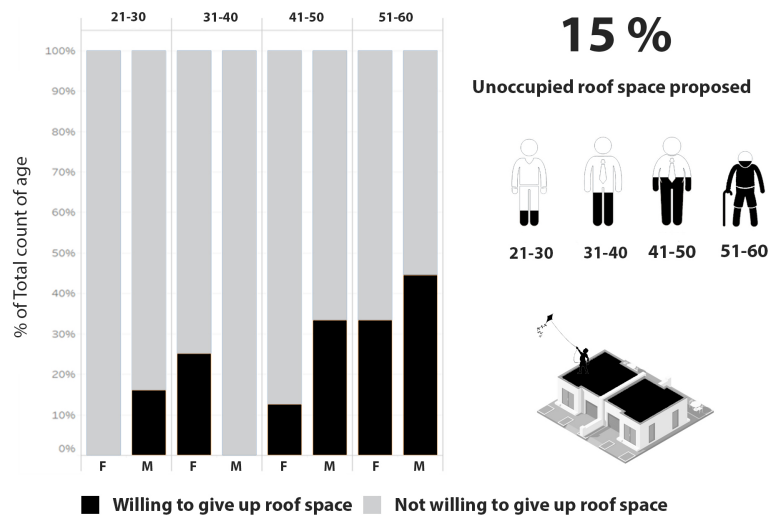 21-30 31-40 41-50 51-60
% of Total count of age
100%
90%
80%
70%
60%
50%
40%
30%
20%
10%
0%
F M F M F M F M
15 %
Unoccupied roof space proposed
21-30 31-40 41-50 51-60
Willing to give up roof space Not willing to give up roof space